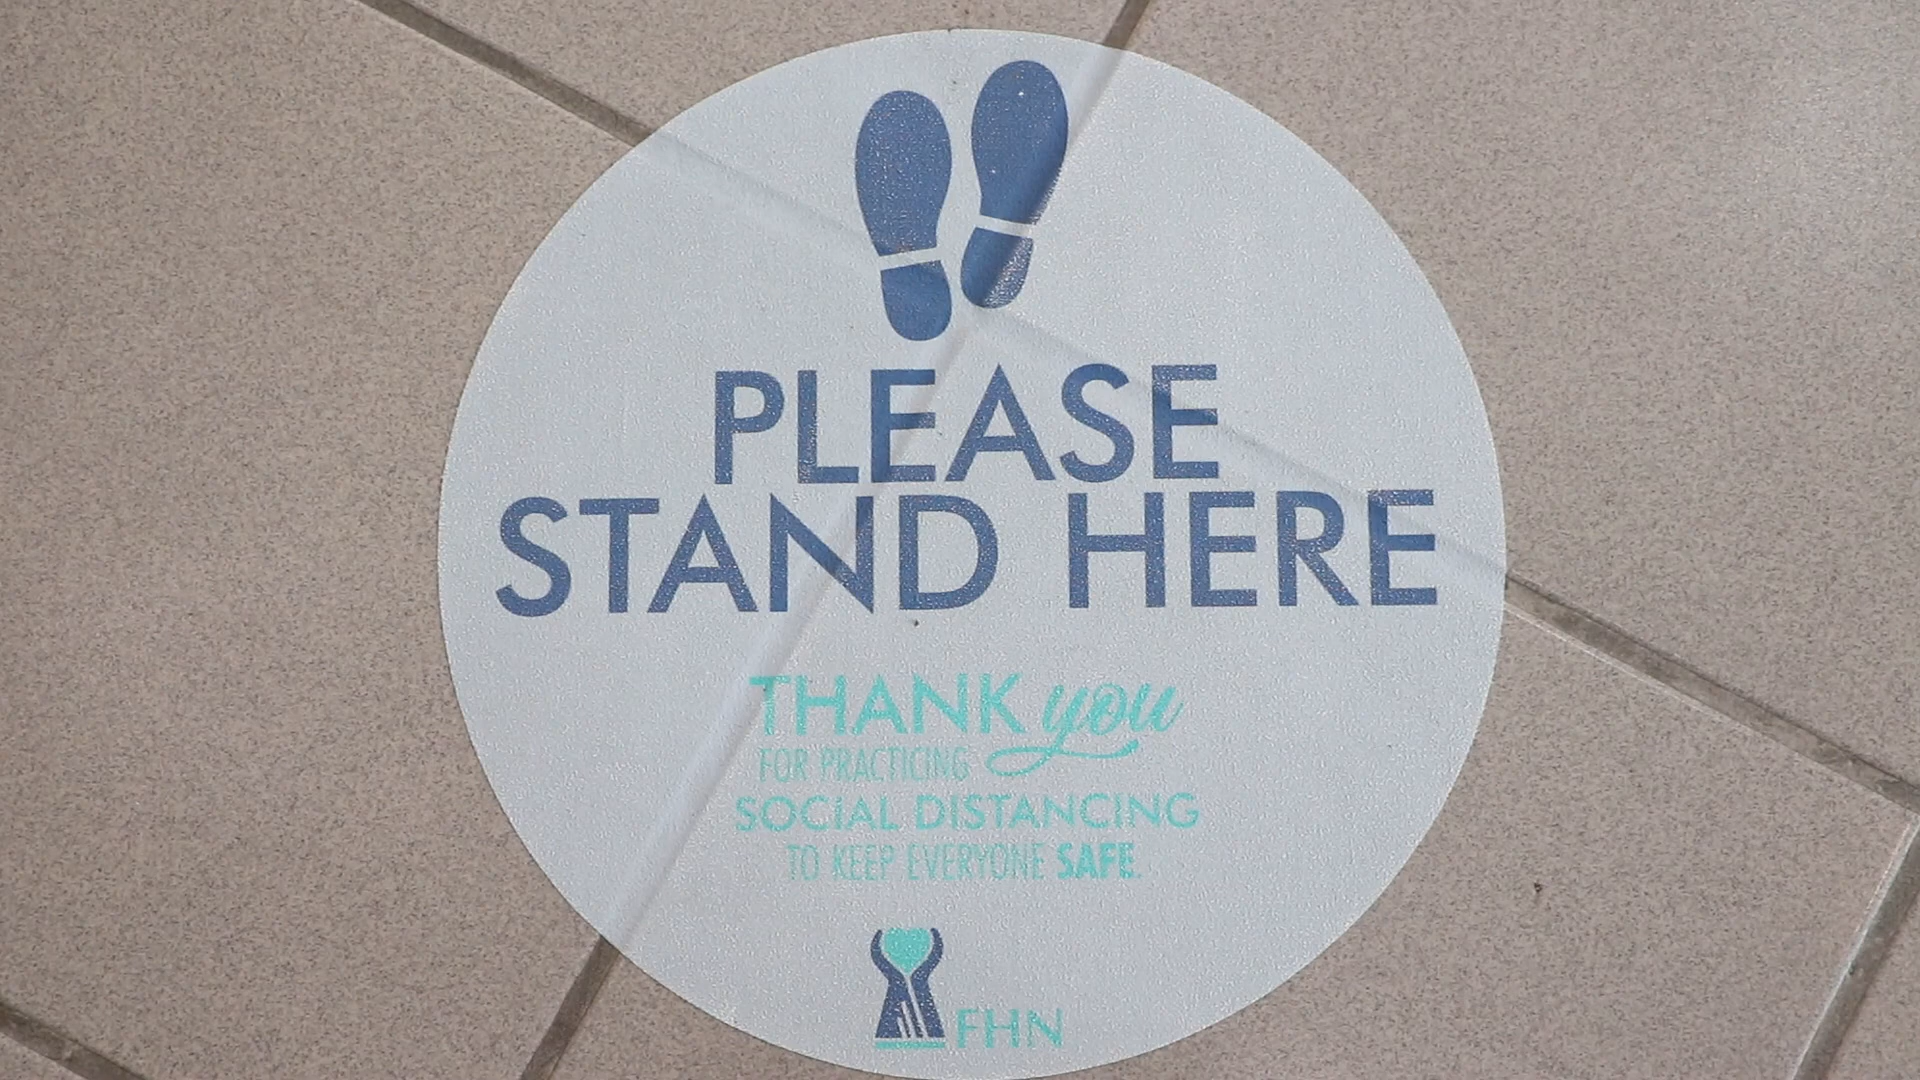 PLEASE
STAND HERE
THANK you
FOR PRACTICING
SOCIAL DISTANCING
TO KEEP EVERYONE SAFE.
FHN